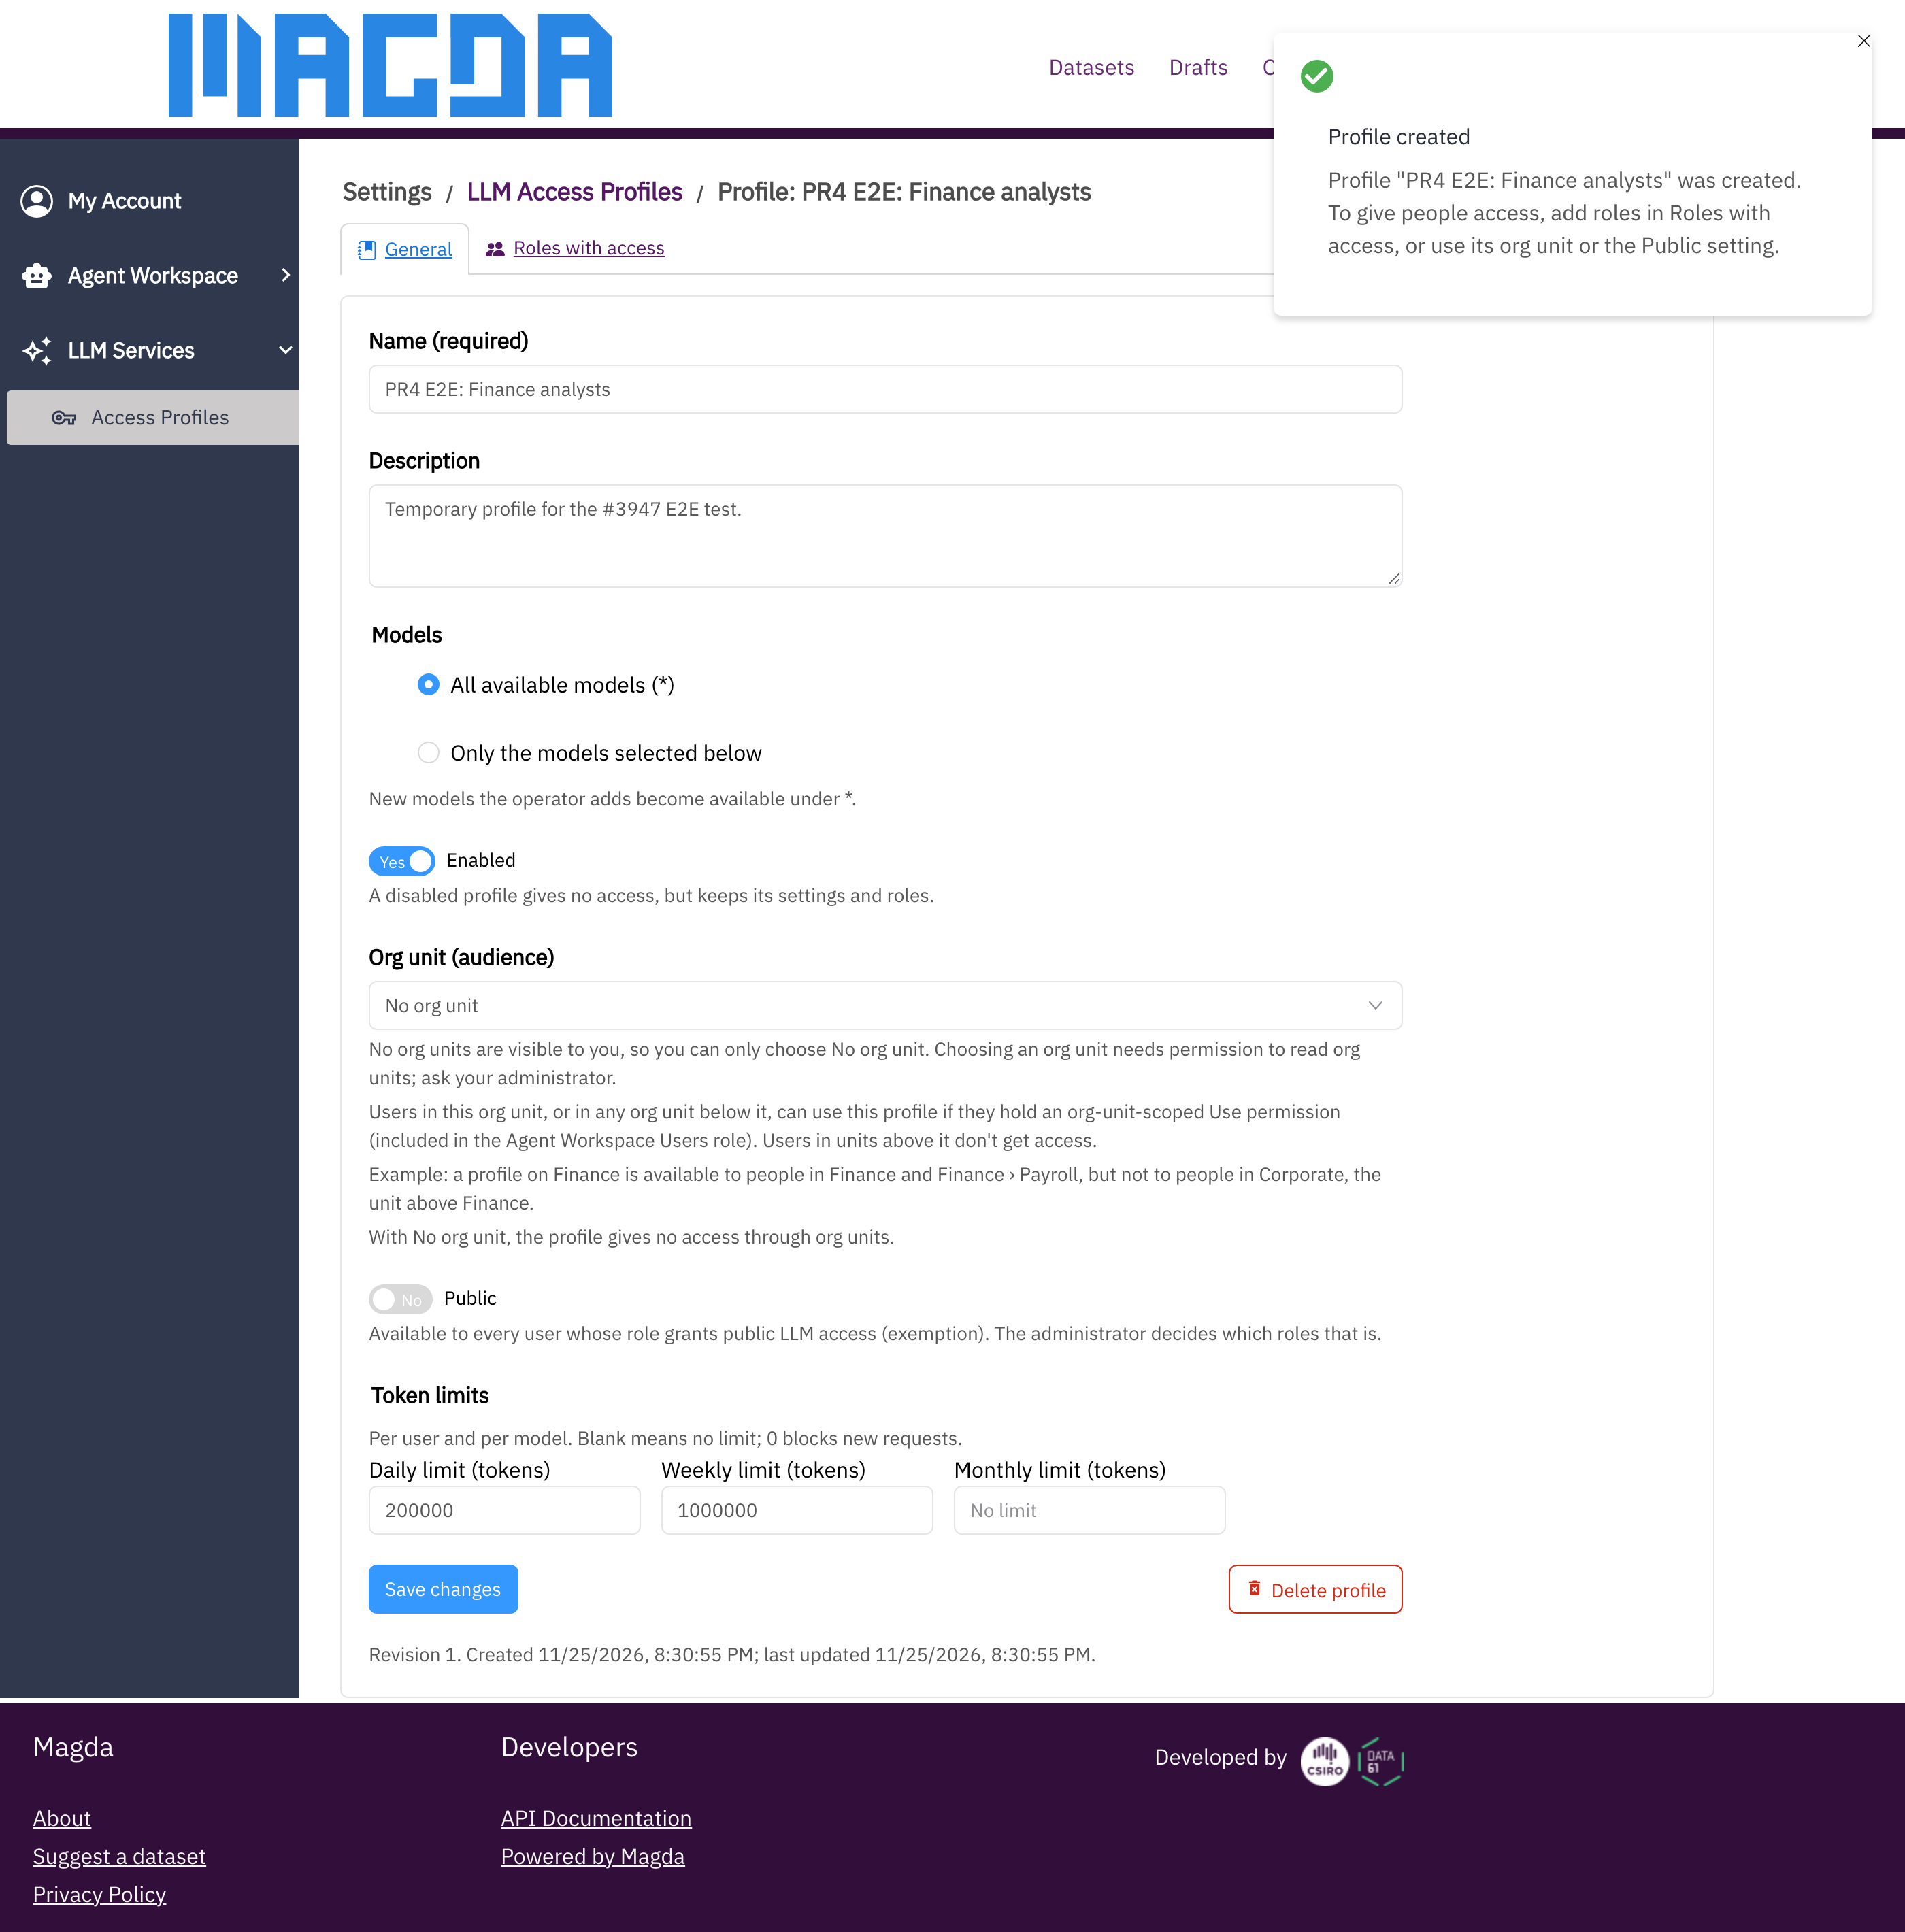 MAGDA
Datasets Drafts
Profile created
Profile "PR4 E2E: Finance analysts" was created.
To give people access, add roles in Roles with
access, or use its org unit or the Public setting.
My Account
Agent Workspace
LLM Services
Access Profiles
Settings / LLM Access Profiles / Profile: PR4 E2E: Finance analysts
General Roles with access
Name (required)
PR4 E2E: Finance analysts
Description
Temporary profile for the #3947 E2E test.
Models
All available models (*)
Only the models selected below
New models the operator adds become available under *.
Yes Enabled
A disabled profile gives no access, but keeps its settings and roles.
Org unit (audience)
No org unit
No org units are visible to you, so you can only choose No org unit. Choosing an org unit needs permission to read org
units; ask your administrator.
Users in this org unit, or in any org unit below it, can use this profile if they hold an org-unit-scoped Use permission
(included in the Agent Workspace Users role). Users in units above it don't get access.
Example: a profile on Finance is available to people in Finance and Finance › Payroll, but not to people in Corporate, the
unit above Finance.
With No org unit, the profile gives no access through org units.
No Public
Available to every user whose role grants public LLM access (exemption). The administrator decides which roles that is.
Token limits
Per user and per model. Blank means no limit; 0 blocks new requests.
Daily limit (tokens) Weekly limit (tokens) Monthly limit (tokens)
200000 1000000 No limit
Save changes Delete profile
Revision 1. Created 11/25/2026, 8:30:55 PM; last updated 11/25/2026, 8:30:55 PM.
Magda Developers
Developed by CSIRO DATA 61
About API Documentation
Suggest a dataset Powered by Magda
Privacy Policy